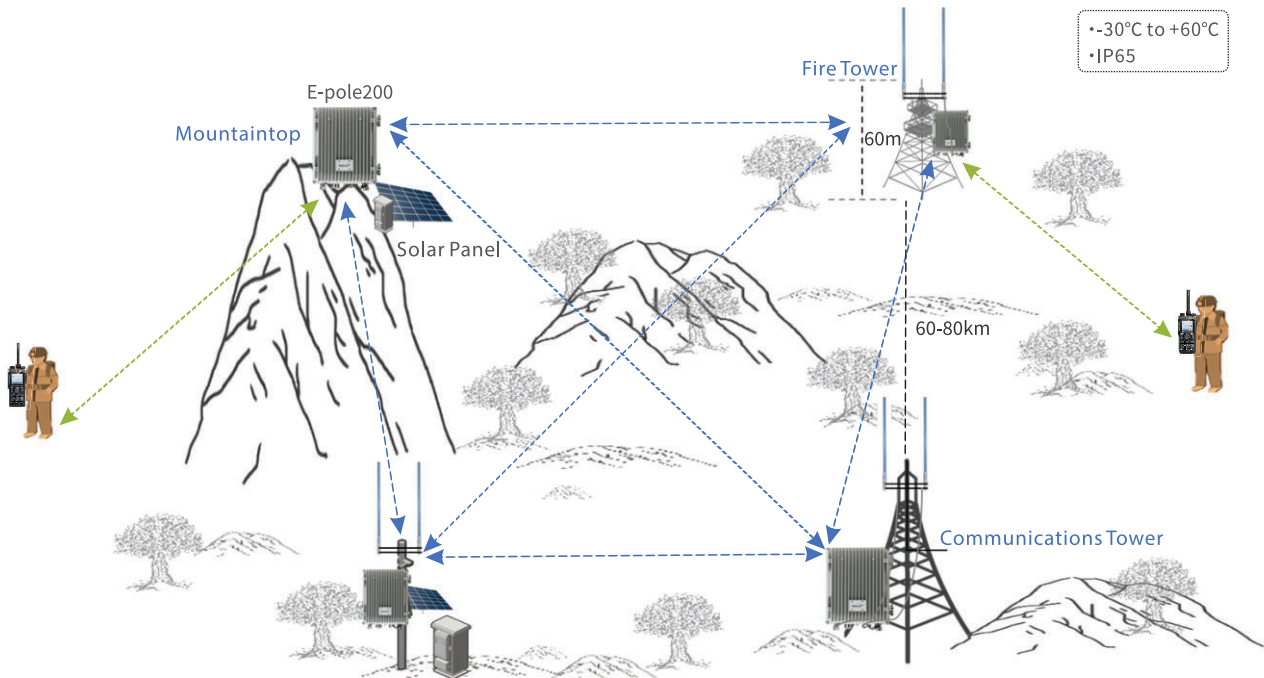 •-30°C to +60°C
•IP65
Fire Tower
E-pole200
Mountaintop
60m
Solar Panel
60-80km
Communications Tower